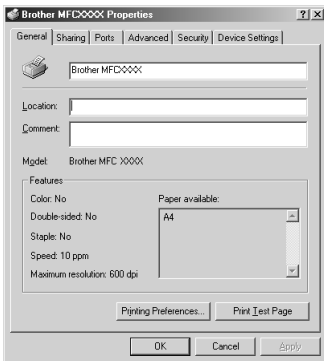 Brother MFCXXXX Properties
General Sharing Ports Advanced Security Device Settings
Brother MFCXXXX
Location:
Comment:
Model: Brother MFC XXXX
Features
Color: No
Paper available:
Double-sided: No
A4
Staple: No
Speed: 10 ppm
Maximum resolution: 600 dpi
Printing Preferences...
Print Test Page
OK
Cancel
Apply